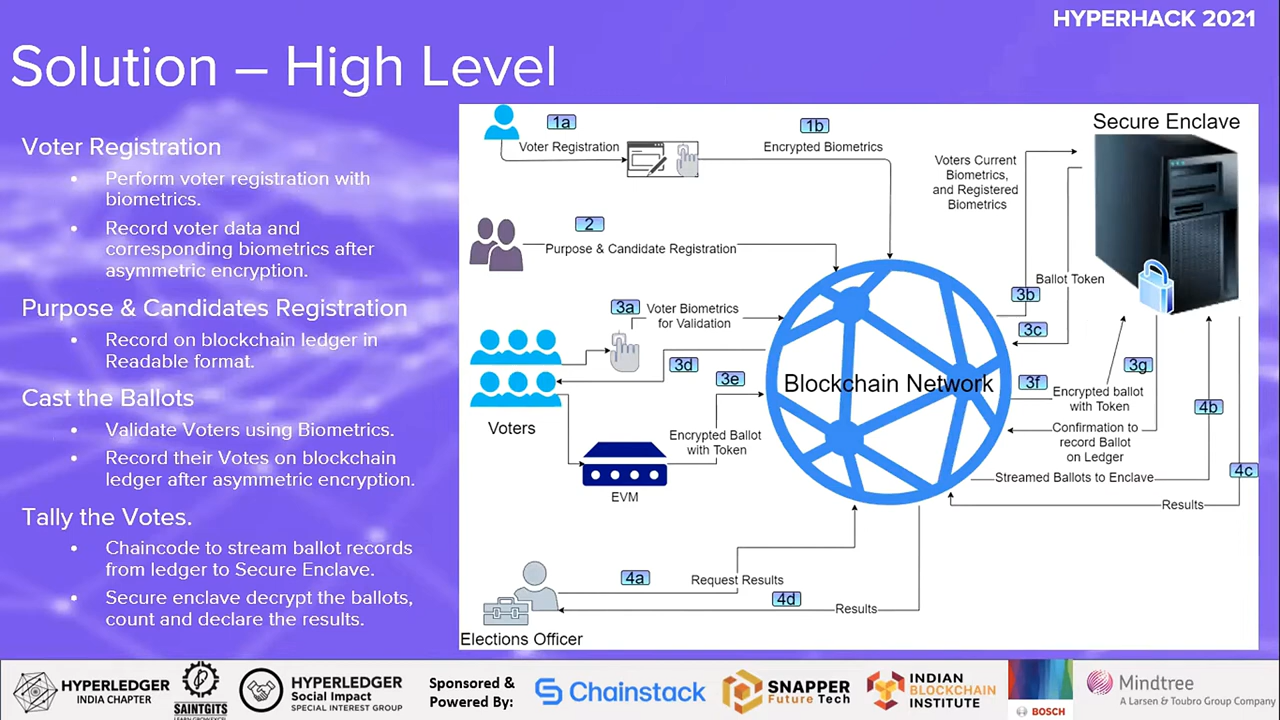 HYPERHACK 2021
Solution – High Level
Voter Registration
• Perform voter registration with
biometrics.
• Record voter data and
corresponding biometrics after
asymmetric encryption.
Purpose & Candidates Registration
• Record on blockchain ledger in
Readable format.
Cast the Ballots
• Validate Voters using Biometrics.
• Record their Votes on blockchain
ledger after asymmetric encryption.
Tally the Votes.
• Chaincode to stream ballot records
from ledger to Secure Enclave.
• Secure enclave decrypt the ballots,
count and declare the results.
1a
Voter Registration
1b
Encrypted Biometrics
Secure Enclave
Voters Current
Biometrics,
and Registered
Biometrics
2
Purpose & Candidate Registration
Ballot Token
3a
Voter Biometrics
for Validation
3b
3c
3d
3e
Blockchain Network
3f
3g
Encrypted ballot
with Token
4b
Voters
Encrypted Ballot
with Token
Confirmation to
record Ballot
on Ledger
EVM
Streamed Ballots to Enclave
4c
Results
4a
Request Results
4d
Results
Elections Officer
HYPERLEDGER
INDIA CHAPTER
SAINTGITS
LEARN.GROW.EXCEL
HYPERLEDGER
Social Impact
SPECIAL INTEREST GROUP
Sponsored &
Powered By:
Chainstack
SNAPPER
Future Tech
INDIAN
BLOCKCHAIN
INSTITUTE
BOSCH
Mindtree
A Larsen & Toubro Group Company